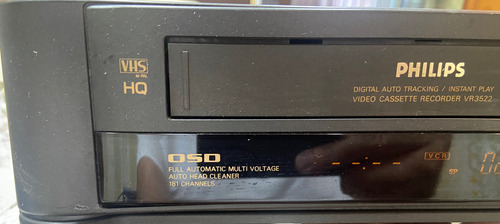 VHS
HQ
PHILIPS
DIGITAL AUTO TRACKING / INSTANT PLAY
VIDEO CASSETTE RECORDER VR3522
OSD
FULL AUTOMATIC MULTI VOLTAGE
AUTO HEAD CLEANER
181 CHANNELS
--:--
VCR
SP